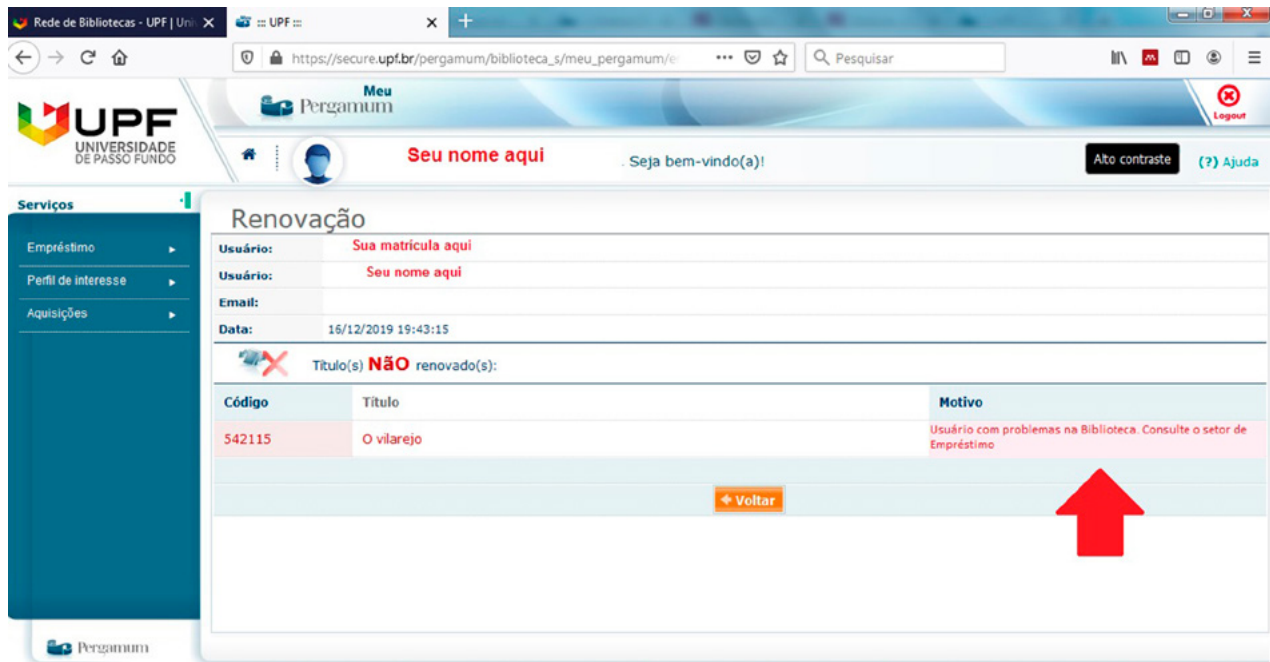 Rede de Bibliotecas - UPF | Uni
::: UPF :::
https://secure.upf.br/pergamum/biblioteca_s/meu_pergamum/e
Pesquisar
UPF
UNIVERSIDADE
DE PASSO FUNDO
Meu
Pergamum
Logout
Seu nome aqui
. Seja bem-vindo(a)!
Alto contraste
(?) Ajuda
Serviços
Empréstimo
Perfil de interesse
Aquisições
Renovação
Usuário: Sua matrícula aqui
Usuário: Seu nome aqui
Email:
Data: 16/12/2019 19:43:15
Título(s) NãO renovado(s):
Código Título Motivo
542115 O vilarejo Usuário com problemas na Biblioteca. Consulte o setor de
Empréstimo
Voltar
Pergamum